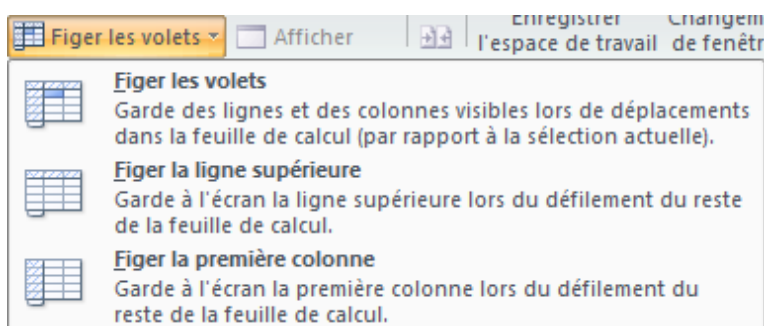 Figer les volets Afficher Enregistrer
l'espace de travail de
Figer les volets
Garde des lignes et des colonnes visibles lors de déplacements
dans la feuille de calcul (par rapport à la sélection actuelle).
Figer la ligne supérieure
Garde à l'écran la ligne supérieure lors du défilement du reste
de la feuille de calcul.
Figer la première colonne
Garde à l'écran la première colonne lors du défilement du
reste de la feuille de calcul.